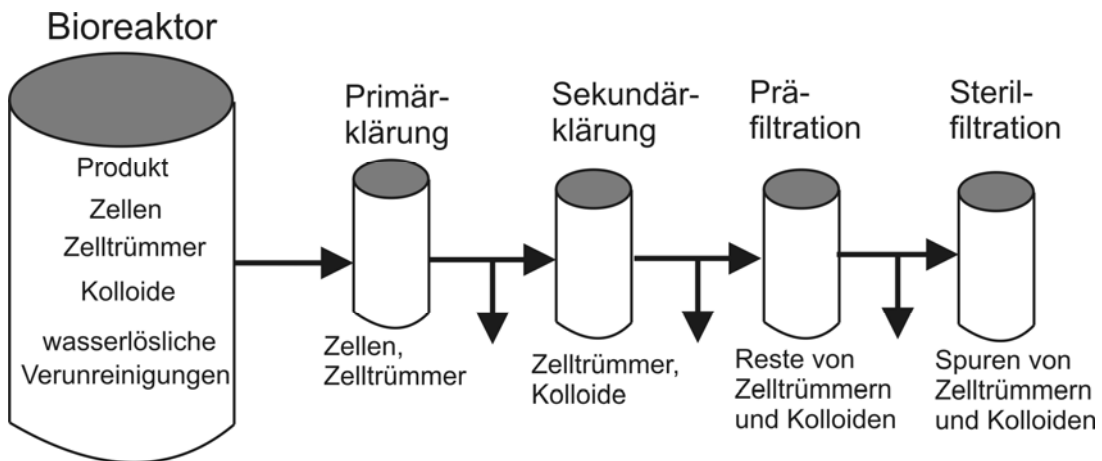 Bioreaktor
Produkt
Zellen
Zelltrümmer
Kolloide
wasserlösliche
Verunreinigungen
Primär-
klärung
Zellen,
Zelltrümmer
Sekundär-
klärung
Zelltrümmer,
Kolloide
Prä-
filtration
Reste von
Zelltrümmern
und Kolloiden
Steril-
filtration
Spuren von
Zelltrümmern
und Kolloiden